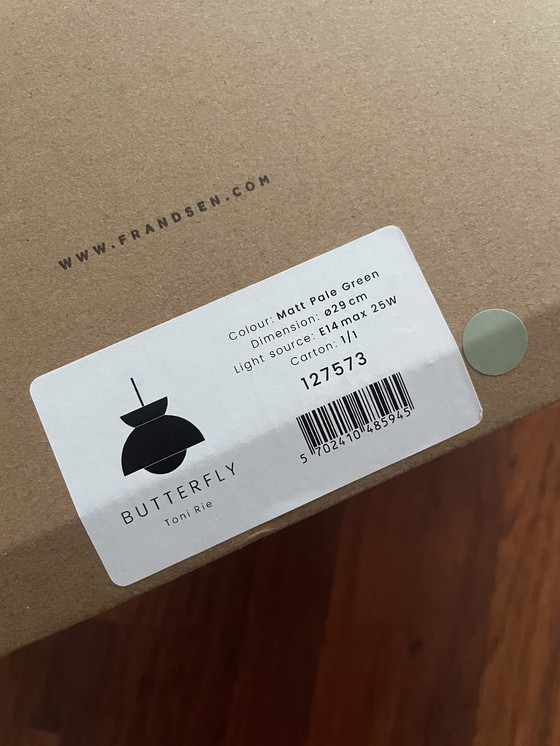 WWW.FRANDSEN.COM
Colour: Matt Pale Green
Dimension: ø29 cm
Light source: E14 max 25W
Carton: 1/1
127573
5 702410 485945
BUTTERFLY
Toni Rie